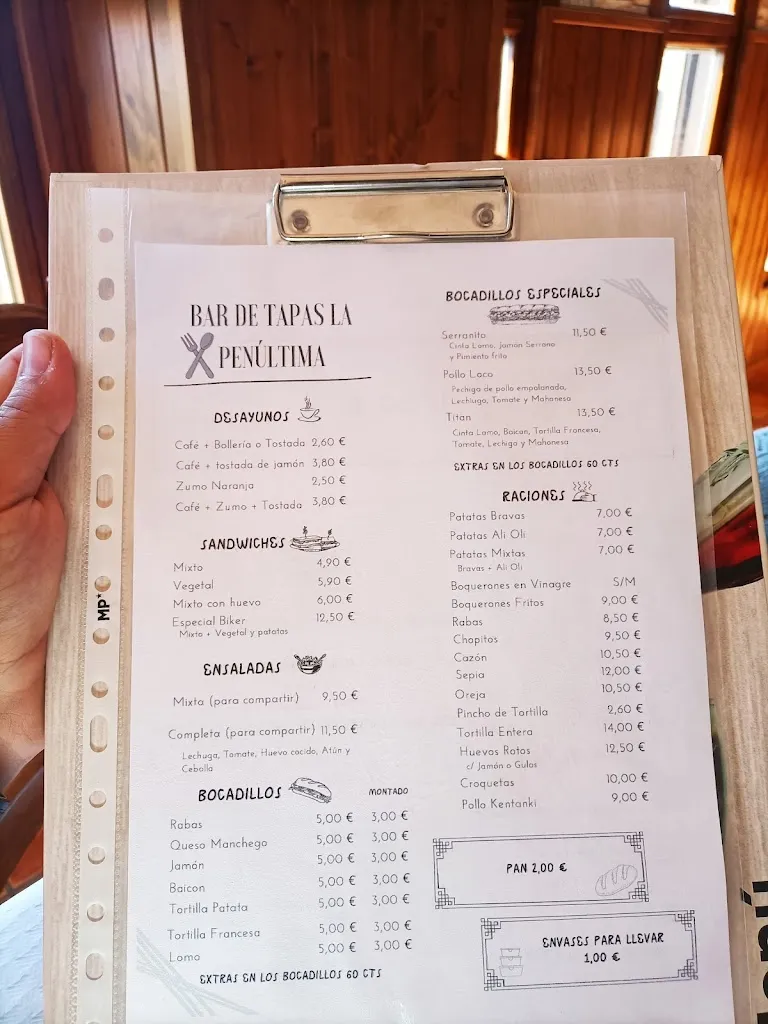 BAR DE TAPAS LA
PENÚLTIMA
DESAYUNOS
Café + Bollería o Tostada 2,60 €
Café + tostada de jamón 3,80 €
Zumo Naranja 2,50 €
Café + Zumo + Tostada 3,80 €
SANDWICHES
Mixto 4,90 €
Vegetal 5,90 €
Mixto con huevo 6,00 €
Especial Biker 12,50 €
Mixto + Vegetal y patatas
ENSALADAS
Mixta (para compartir) 9,50 €
Completa (para compartir) 11,50 €
Lechuga, Tomate, Huevo cocido, Atún y
Cebolla
BOCADILLOS MONTADO
Rabas 5,00 € 3,00 €
Queso Manchego 5,00 € 3,00 €
Jamón 5,00 € 3,00 €
Baicon 5,00 € 3,00 €
Tortilla Patata 5,00 € 3,00 €
Tortilla Francesa 5,00 € 3,00 €
Lomo 5,00 € 3,00 €
EXTRAS EN LOS BOCADILLOS 60 CTS
BOCADILLOS ESPECIALES
Serranito 11,50 €
Cinta Lomo, Jamón Serrano
y Pimiento frito
Pollo Loco 13,50 €
Pechiga de pollo empalanada,
Lechiugo, Tomate y Mahonesa
Titan 13,50 €
Cinta Lomo, Baican, Tortilla Francesa,
Tomate, Lechigo y Mahonesa
EXTRAS EN LOS BOCADILLOS 60 CTS
RACIONES
Patatas Bravas 7,00 €
Patatas Ali Oli 7,00 €
Patatas Mixtas 7,00 €
Bravas + Ali Oli
Boquerones en Vinagre S/M
Boquerones Fritos 9,00 €
Rabas 8,50 €
Chopitos 9,50 €
Cazón 10,50 €
Sepia 12,00 €
Oreja 10,50 €
Pincho de Tortilla 2,60 €
Tortilla Entera 14,00 €
Huevos Rotos 12,50 €
c/ Jamón o Gulas
Croquetas 10,00 €
Pollo Kentanki 9,00 €
PAN 2,00 €
ENVASES PARA LLEVAR
1,00 €
MP*